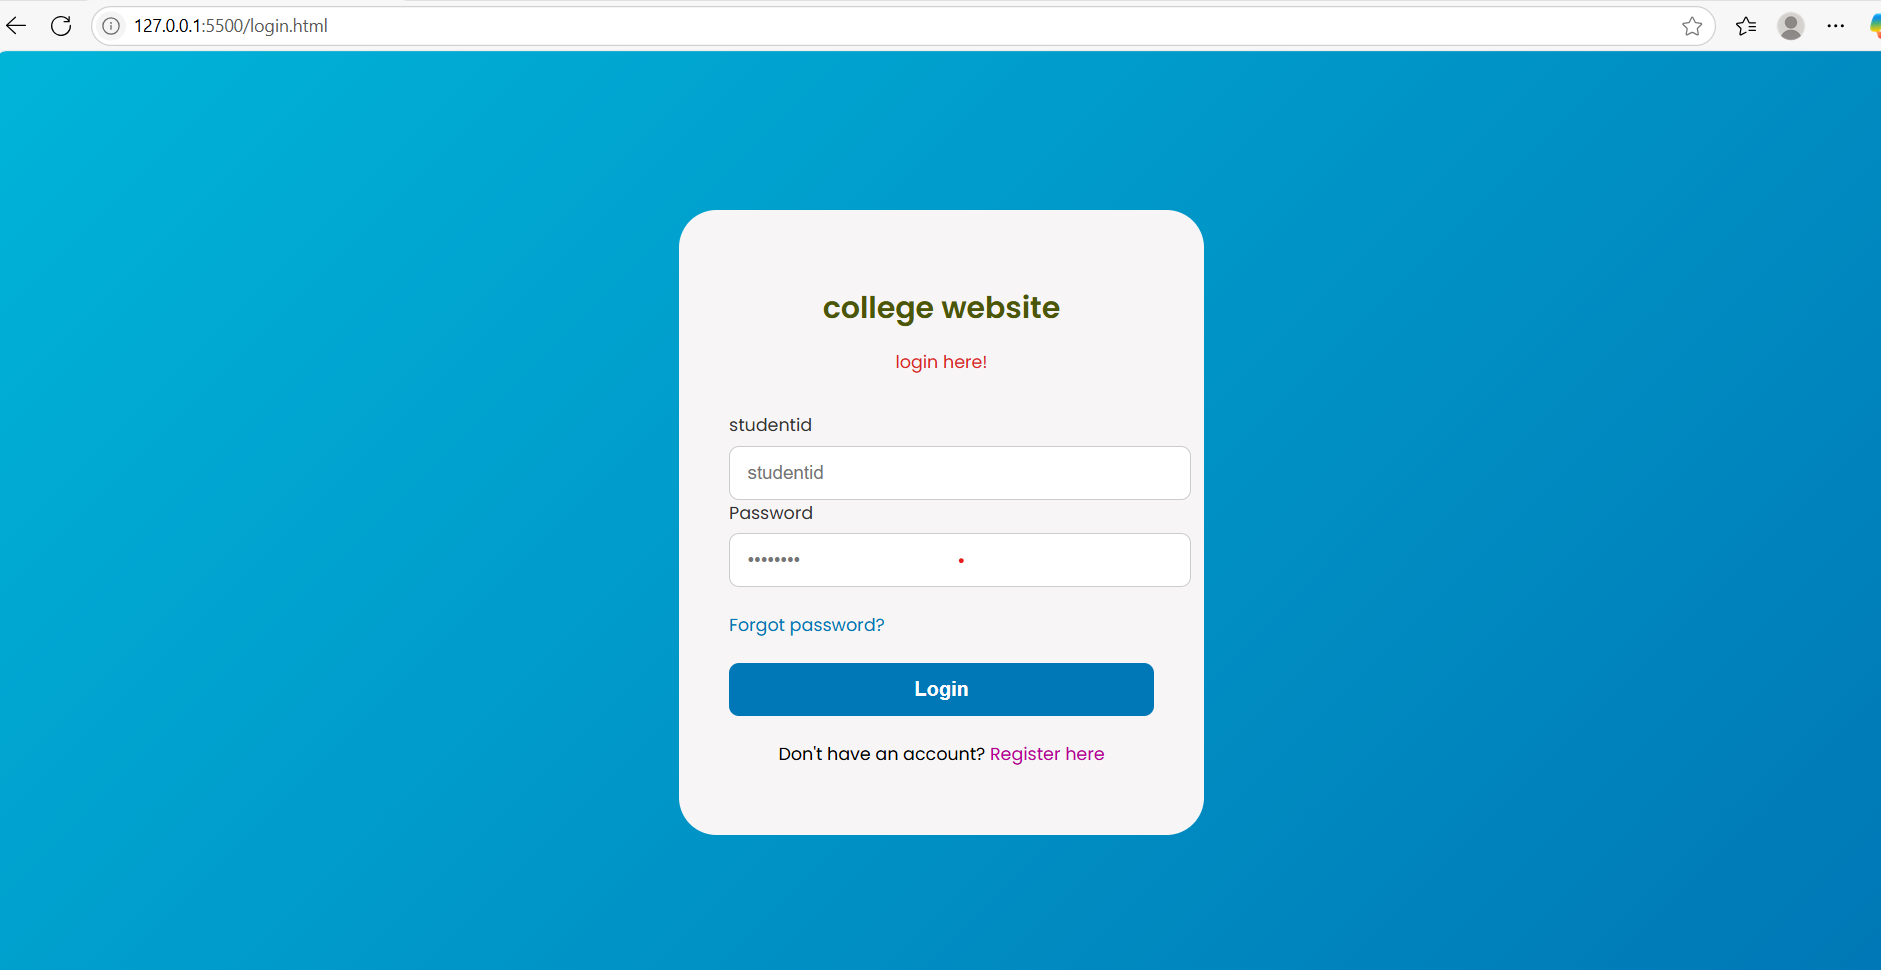 127.0.0.1:5500/login.html
college website
login here!
studentid
studentid
Password
••••••••
Forgot password?
Login
Don't have an account? Register here